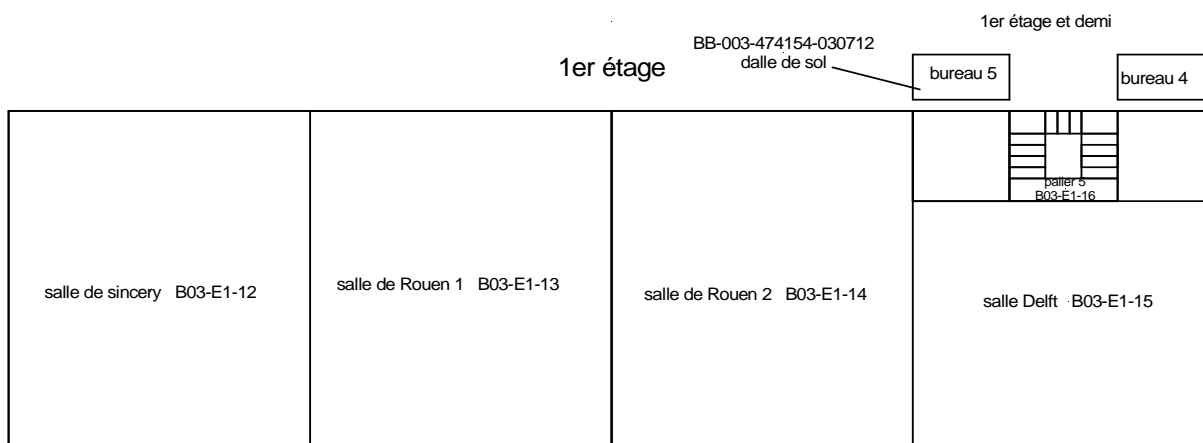 1er étage et demi
BB-003-474154-030712
dalle de sol
1er étage
bureau 5
bureau 4
palier 5
B03-E1-16
salle de sincery B03-E1-12
salle de Rouen 1 B03-E1-13
salle de Rouen 2 B03-E1-14
salle Delft B03-E1-15